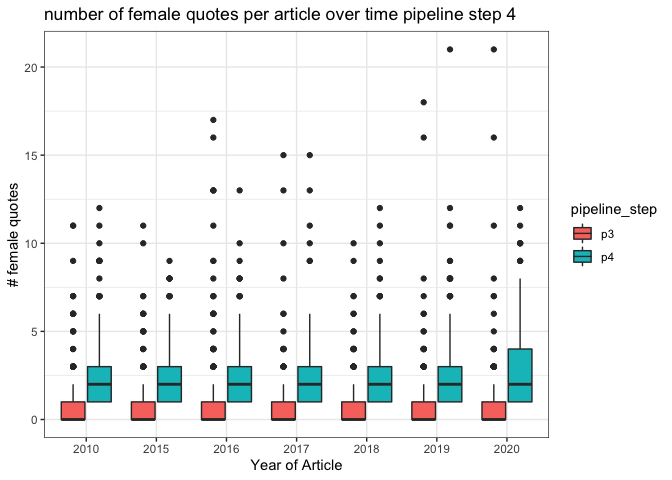 number of female quotes per article over time pipeline step 4
# female quotes
20
15
10
5
0
2010 2015 2016 2017 2018 2019 2020
Year of Article
pipeline_step
p3
p4